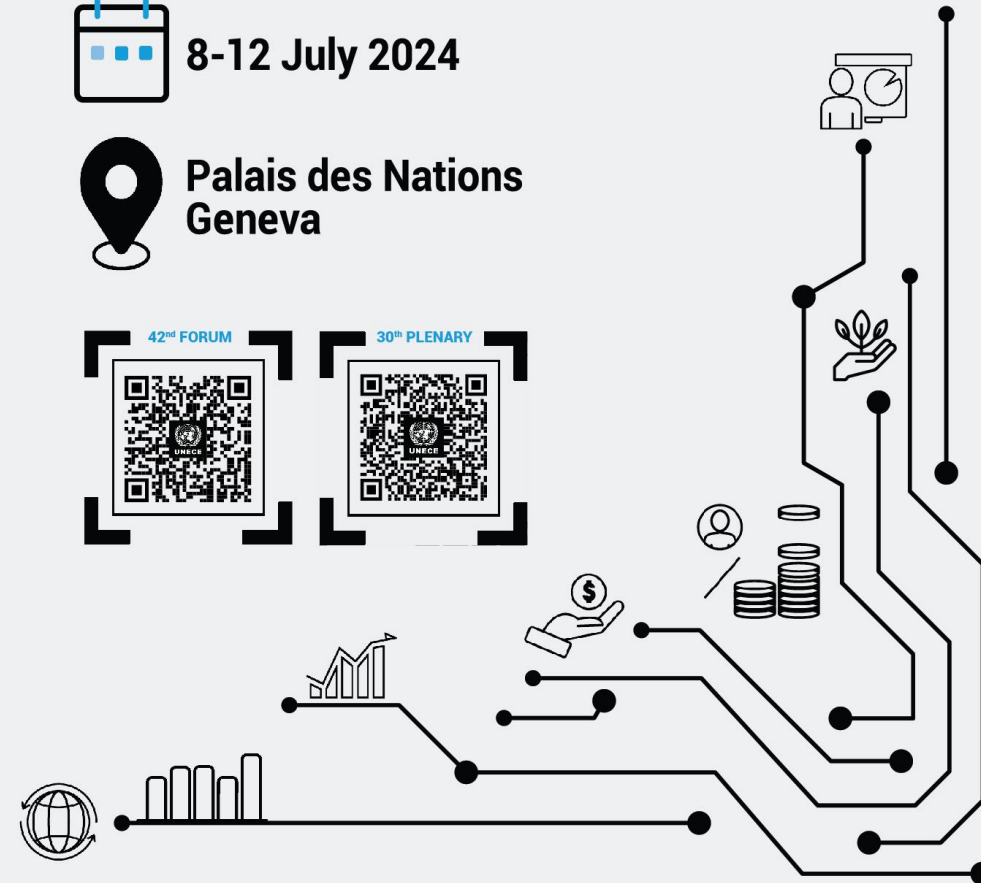 8-12 July 2024
Palais des Nations
Geneva
42nd FORUM
30th PLENARY
UNECE
UNECE
$